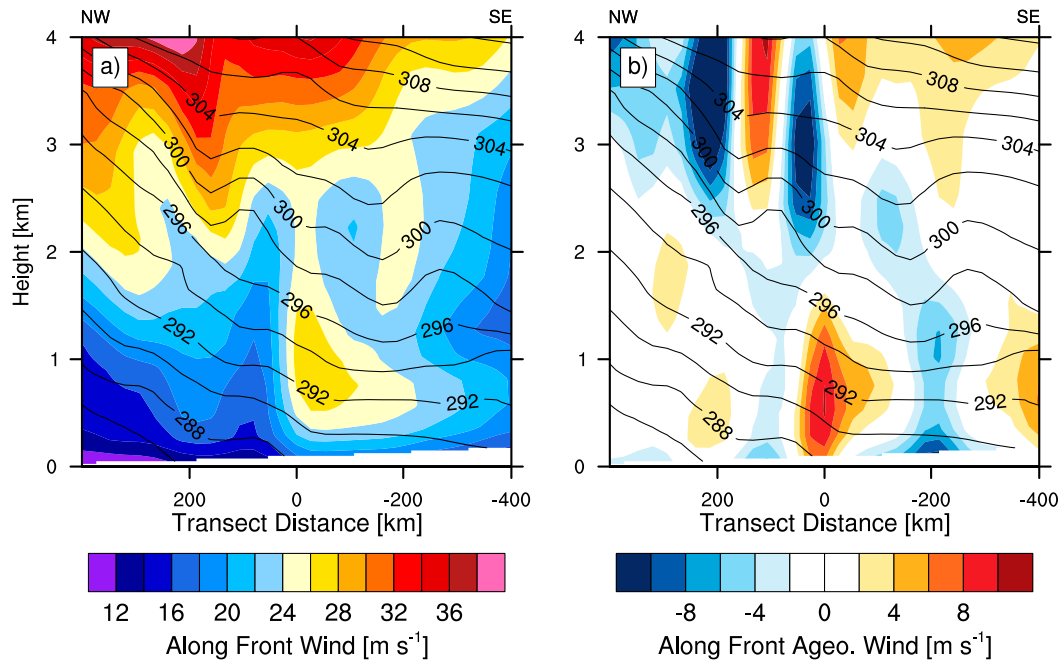 NW SE NW SE
a) b)
4 4
3 3
2 2
1 1
0 0
Height [km]
304 308 304
300 300 296 296
292 292 292 288
304 308 304
300 300 296 296 296
292 292 292 288
200 0 -200 -400
200 0 -200 -400
Transect Distance [km] Transect Distance [km]
12 16 20 24 28 32 36
-8 -4 0 4 8
Along Front Wind [m s⁻¹] Along Front Ageo. Wind [m s⁻¹]